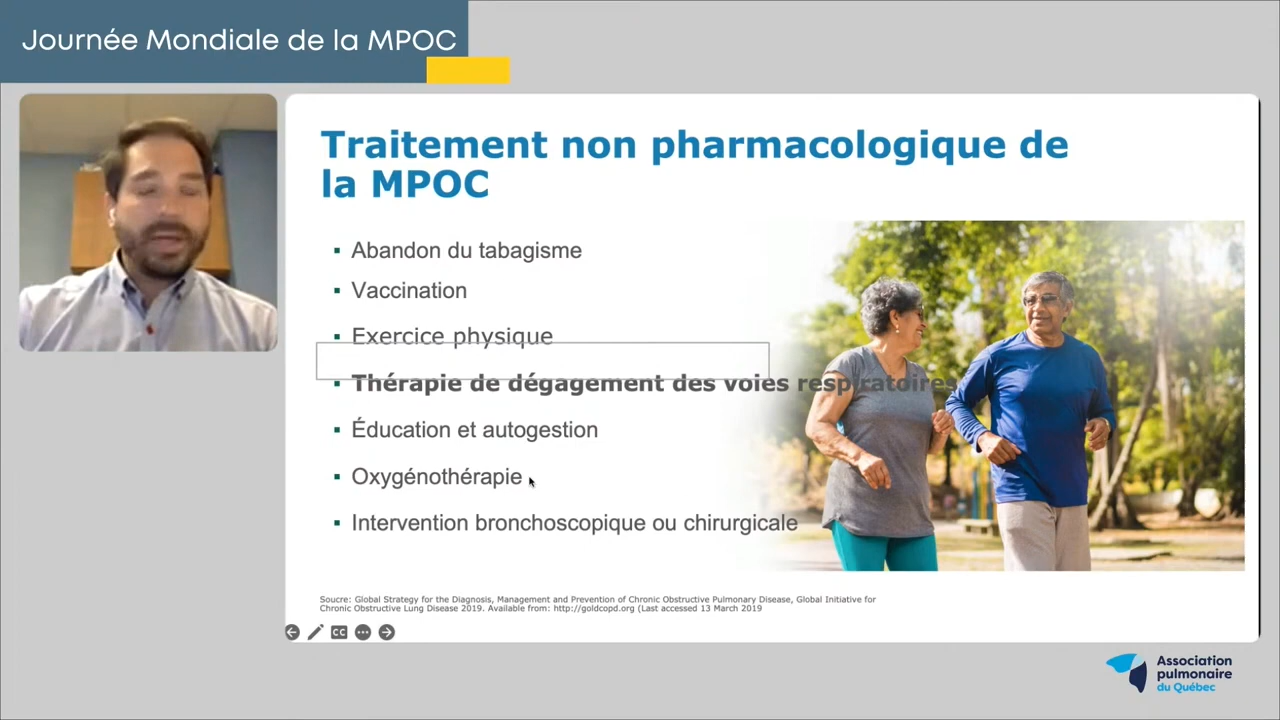 Journée Mondiale de la MPOC
Traitement non pharmacologique de
la MPOC
▪ Abandon du tabagisme
▪ Vaccination
▪ Exercice physique
▪ Thérapie de dégagement des voies respiratoires
▪ Éducation et autogestion
▪ Oxygénothérapie
▪ Intervention bronchoscopique ou chirurgicale
Soucre: Global Strategy for the Diagnosis, Management and Prevention of Chronic Obstructive Pulmonary Disease, Global Initiative for
Chronic Obstructive Lung Disease 2019. Available from: http://goldcopd.org (Last accessed 13 March 2019
CC
Association
pulmonaire
du Québec